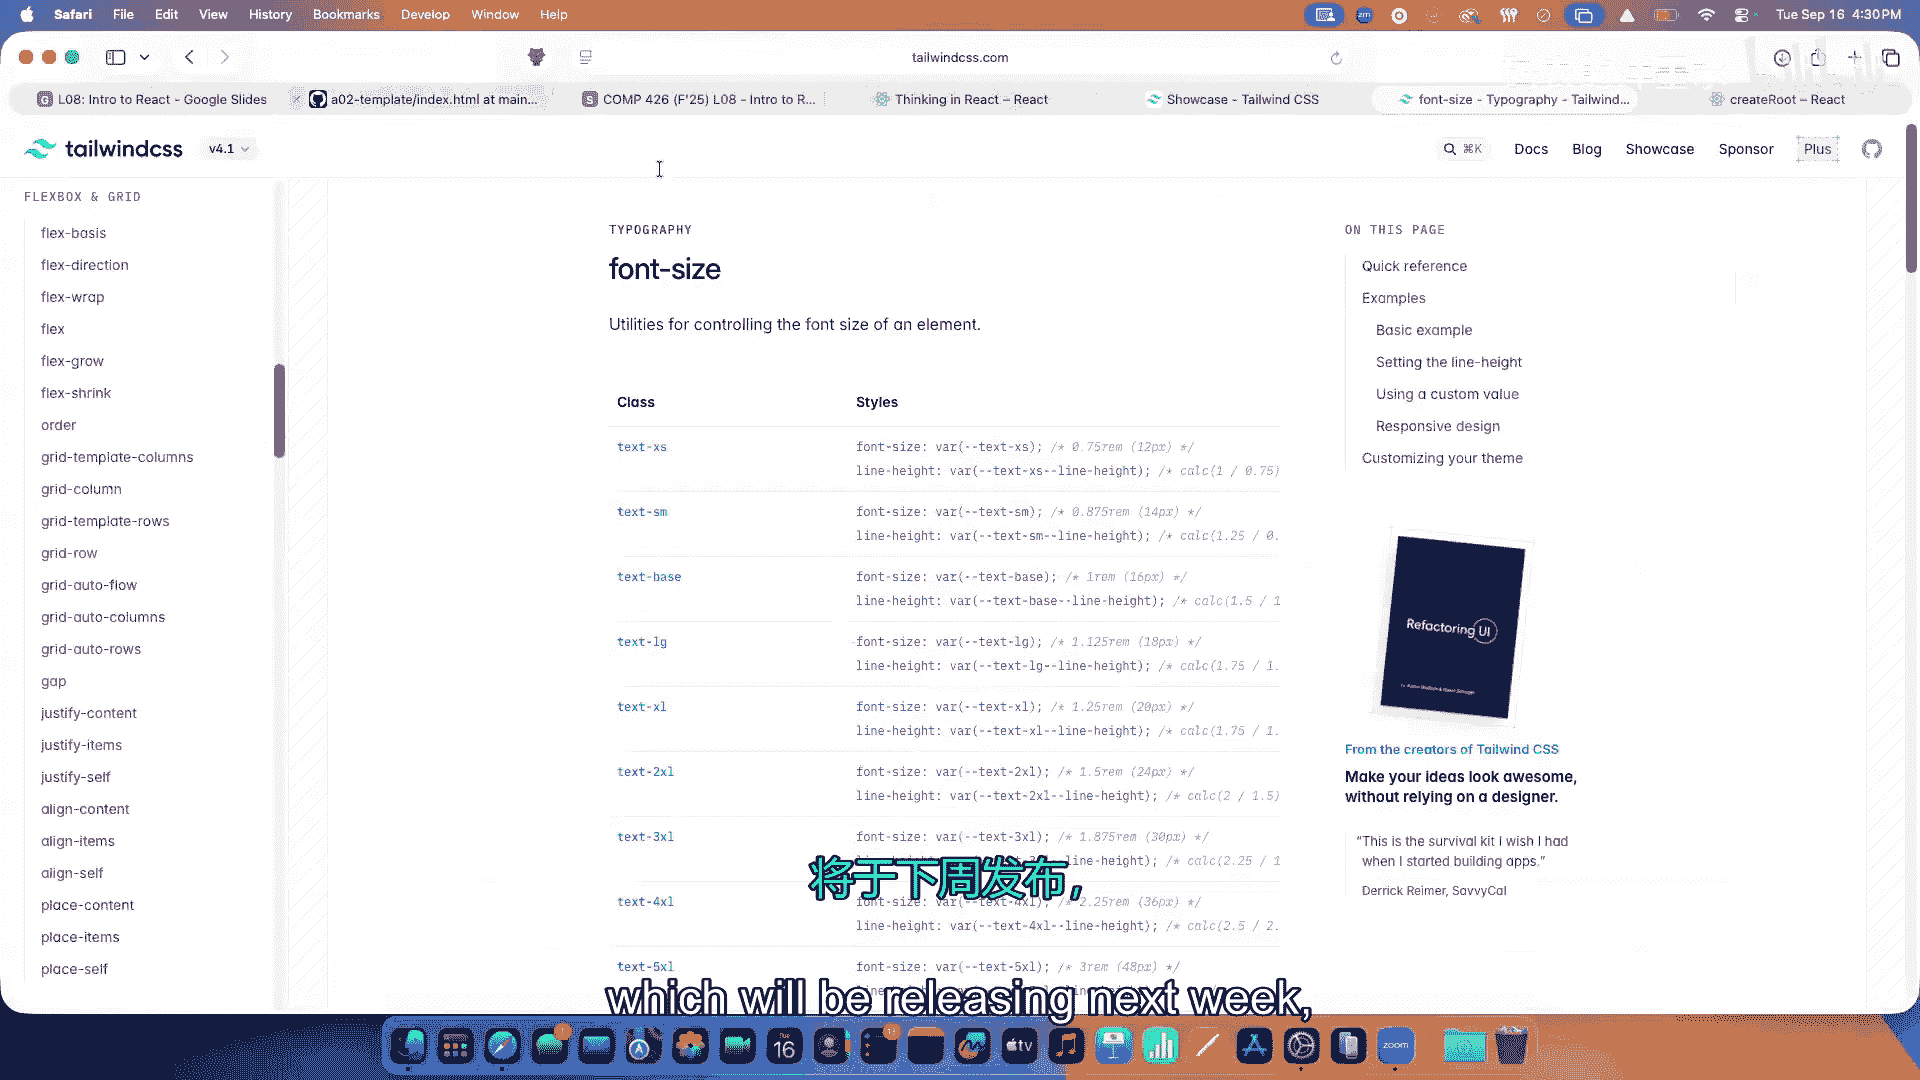 Safari File Edit View History Bookmarks Develop Window Help
zm
Tue Sep 16 4:30PM
tailwindcss.com
L08: Intro to React - Google Slides
a02-template/index.html at main...
COMP 426 (F'25) L08 - Intro to R...
Thinking in React – React
Showcase - Tailwind CSS
font-size - Typography - Tailwind...
createRoot – React
tailwindcss
v4.1
⌘K
Docs
Blog
Showcase
Sponsor
Plus
FLEXBOX & GRID
flex-basis
flex-direction
flex-wrap
flex
flex-grow
flex-shrink
order
grid-template-columns
grid-column
grid-template-rows
grid-row
grid-auto-flow
grid-auto-columns
grid-auto-rows
gap
justify-content
justify-items
justify-self
align-content
align-items
align-self
place-content
place-items
place-self
TYPOGRAPHY
font-size
Utilities for controlling the font size of an element.
Class Styles
text-xs font-size: var(--text-xs); /* 0.75rem (12px) */
line-height: var(--text-xs--line-height); /* calc(1 / 0.75)
text-sm font-size: var(--text-sm); /* 0.875rem (14px) */
line-height: var(--text-sm--line-height); /* calc(1.25 / 0.
text-base font-size: var(--text-base); /* 1rem (16px) */
line-height: var(--text-base--line-height); /* calc(1.5 / 1
text-lg font-size: var(--text-lg); /* 1.125rem (18px) */
line-height: var(--text-lg--line-height); /* calc(1.75 / 1.
text-xl font-size: var(--text-xl); /* 1.25rem (20px) */
line-height: var(--text-xl--line-height); /* calc(1.75 / 1.
text-2xl font-size: var(--text-2xl); /* 1.5rem (24px) */
line-height: var(--text-2xl--line-height); /* calc(2 / 1.5)
text-3xl font-size: var(--text-3xl); /* 1.875rem (30px) */
line-height); /* calc(2.25 / 1
text-4xl font-size: var(--text-4xl); /* 2.25rem (36px) */
line-height: var(--text-4xl--line-height); /* calc(2.5 / 2.
text-5xl font-size: var(--text-5xl); /* 3rem (48px) */
ON THIS PAGE
Quick reference
Examples
Basic example
Setting the line-height
Using a custom value
Responsive design
Customizing your theme
Refactoring UI
From the creators of Tailwind CSS
Make your ideas look awesome,
without relying on a designer.
“This is the survival kit i wish I had
when I started building apps.”
Derrick Reimer, SavvyCal
将于下周发布，
which will be releasing next week,
16
tv
zoom